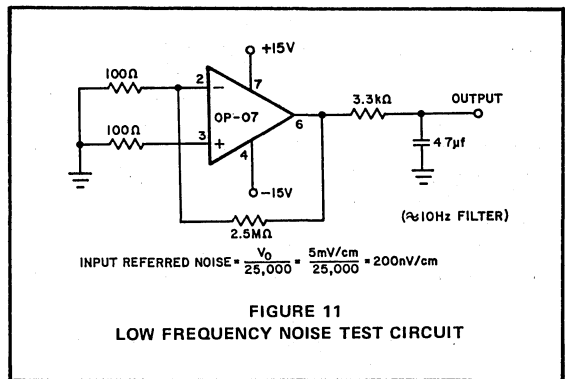 +15V
100Ω
2
−
7
3.3kΩ
OUTPUT
OP-07
6
100Ω
3
+
4
4.7μf
−15V
(≈10Hz FILTER)
2.5MΩ
INPUT REFERRED NOISE = V₀/25,000 = 5mV/cm/25,000 = 200nV/cm
FIGURE 11
LOW FREQUENCY NOISE TEST CIRCUIT